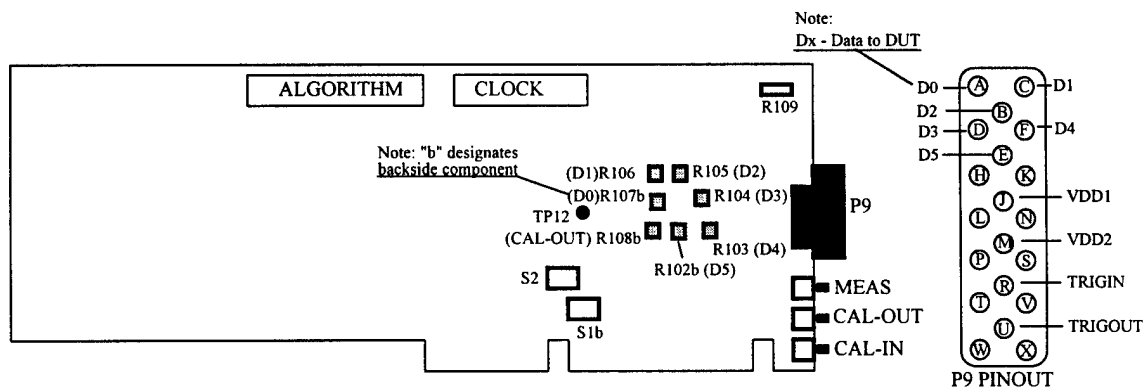 Note:
Dx - Data to DUT
ALGORITHM
CLOCK
R109
Note: "b" designates
backside component
(D1)R106
R105 (D2)
(D0)R107b
R104 (D3)
TP12
(CAL-OUT) R108b
R103 (D4)
R102b (D5)
P9
S2
S1b
MEAS
CAL-OUT
CAL-IN
D0
A
C
D1
D2
B
D3
D
F
D4
D5
E
H
K
J
VDD1
L
N
M
VDD2
P
S
R
TRIGIN
T
V
U
TRIGOUT
W
X
P9 PINOUT